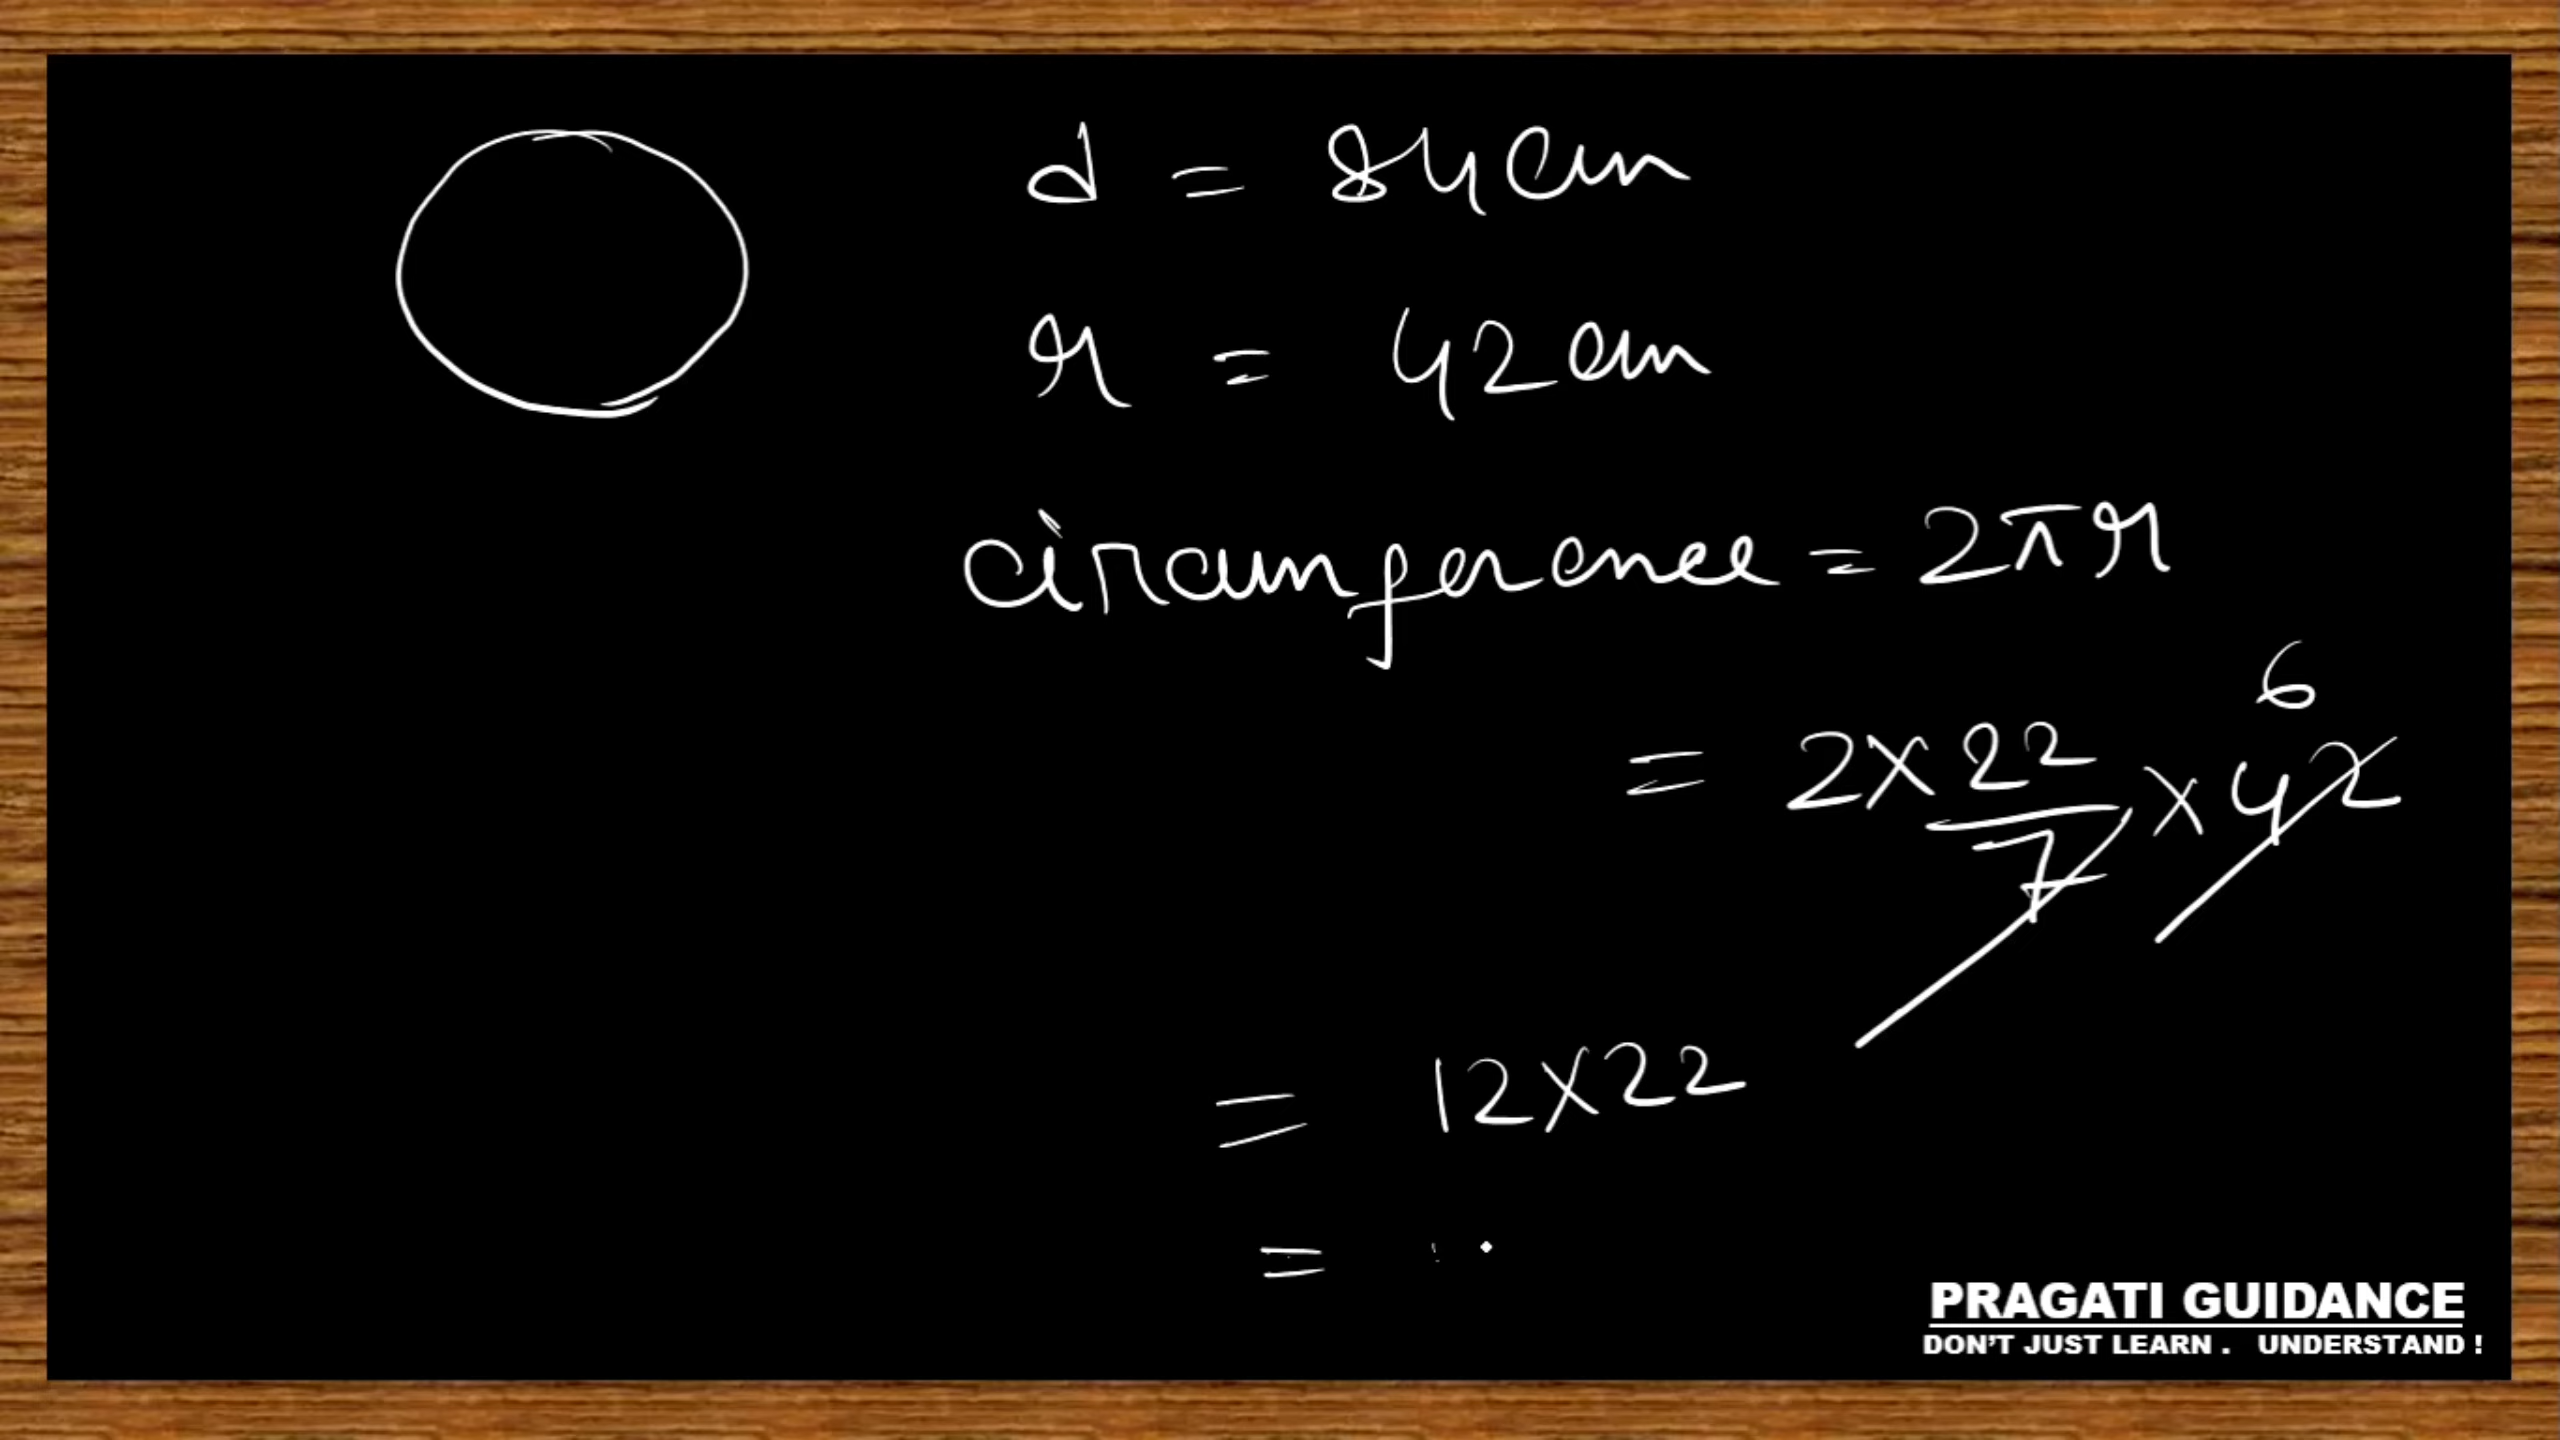 d = 84cm
r = 42cm
circumference = 2πr
6
= 2×22/7 × 42
= 12×22
=
PRAGATI GUIDANCE
DON'T JUST LEARN . UNDERSTAND !